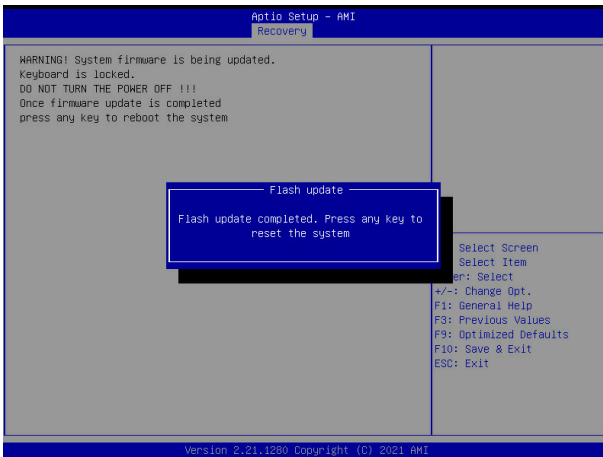 Aptio Setup - AMI
Recovery
WARNING! System firmware is being updated.
Keyboard is locked.
DO NOT TURN THE POWER OFF !!!
Once firmware update is completed
press any key to reboot the system
Flash update
Flash update completed. Press any key to
reset the system
Select Screen
Select Item
er: Select
+/-: Change Opt.
F1: General Help
F3: Previous Values
F9: Optimized Defaults
F10: Save & Exit
ESC: Exit
Version 2.21.1280 Copyright (C) 2021 AMI